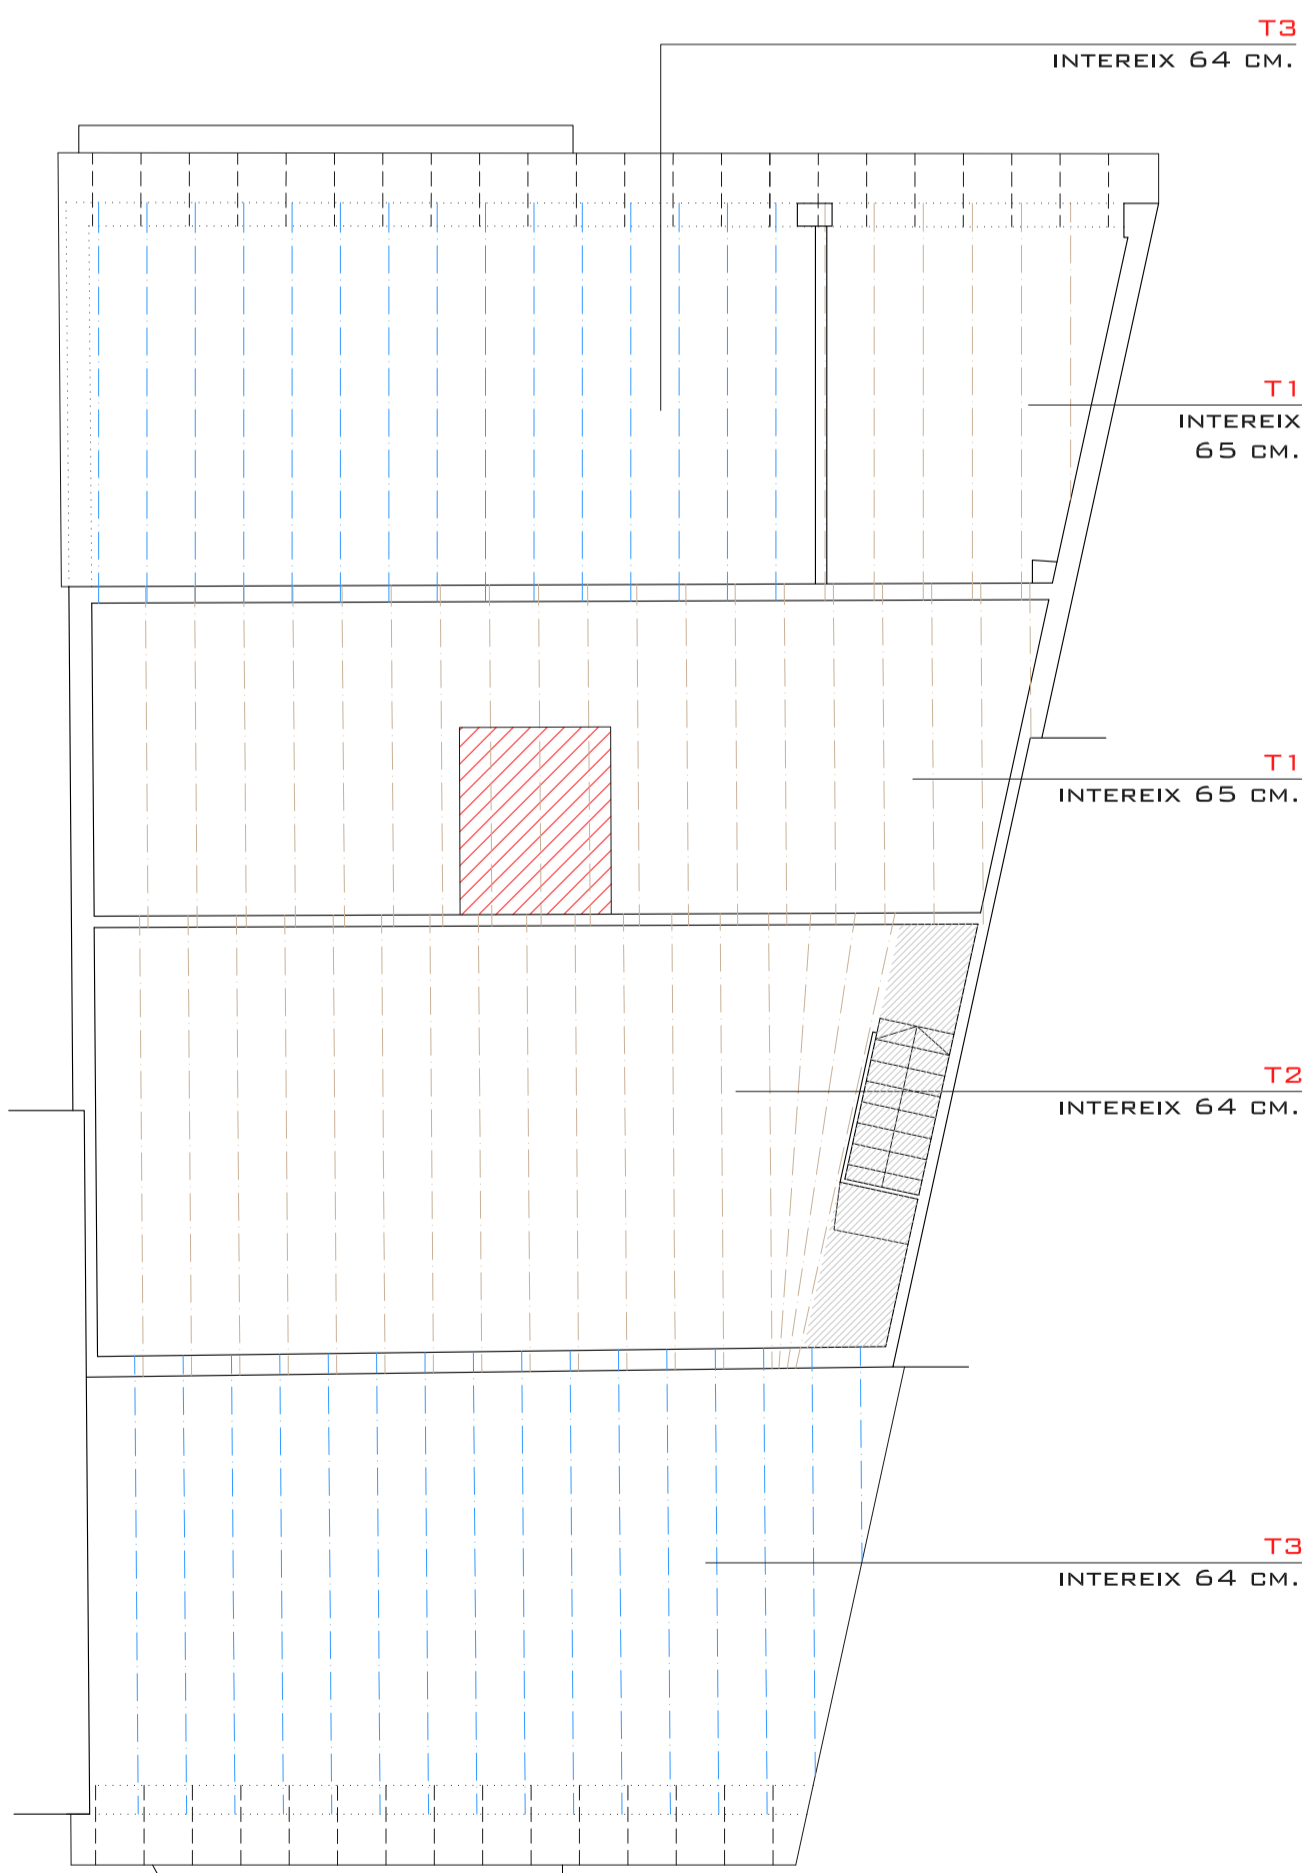 T3
INTEREIX 64 CM.
T1
INTEREIX
65 CM.
T1
INTEREIX 65 CM.
T2
INTEREIX 64 CM.
T3
INTEREIX 64 CM.